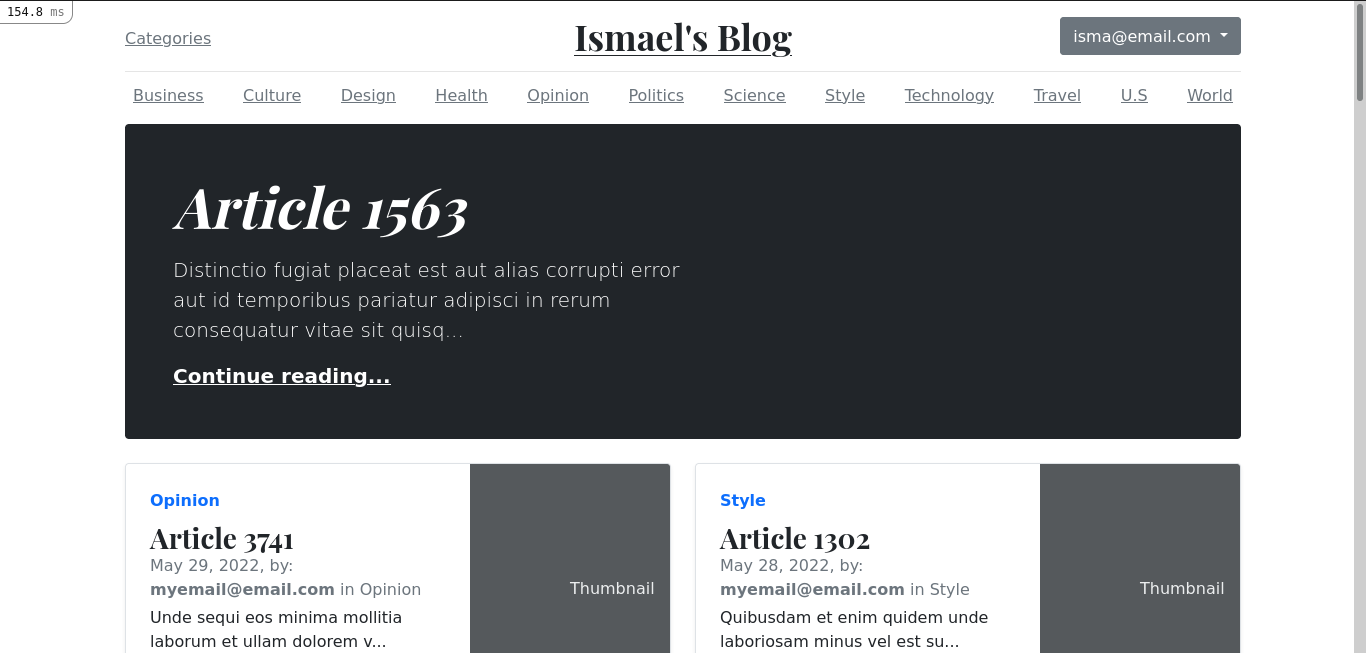 154.8 ms
Categories
Ismael's Blog
isma@email.com
Business Culture Design Health Opinion Politics Science Style Technology Travel U.S World
Article 1563
Distinctio fugiat placeat est aut alias corrupti error
aut id temporibus pariatur adipisci in rerum
consequatur vitae sit quisq...
Continue reading...
Opinion
Article 3741
May 29, 2022, by:
myemail@email.com in Opinion
Unde sequi eos minima mollitia
laborum et ullam dolorem v...
Thumbnail
Style
Article 1302
May 28, 2022, by:
myemail@email.com in Style
Quibusdam et enim quidem unde
laboriosam minus vel est su...
Thumbnail